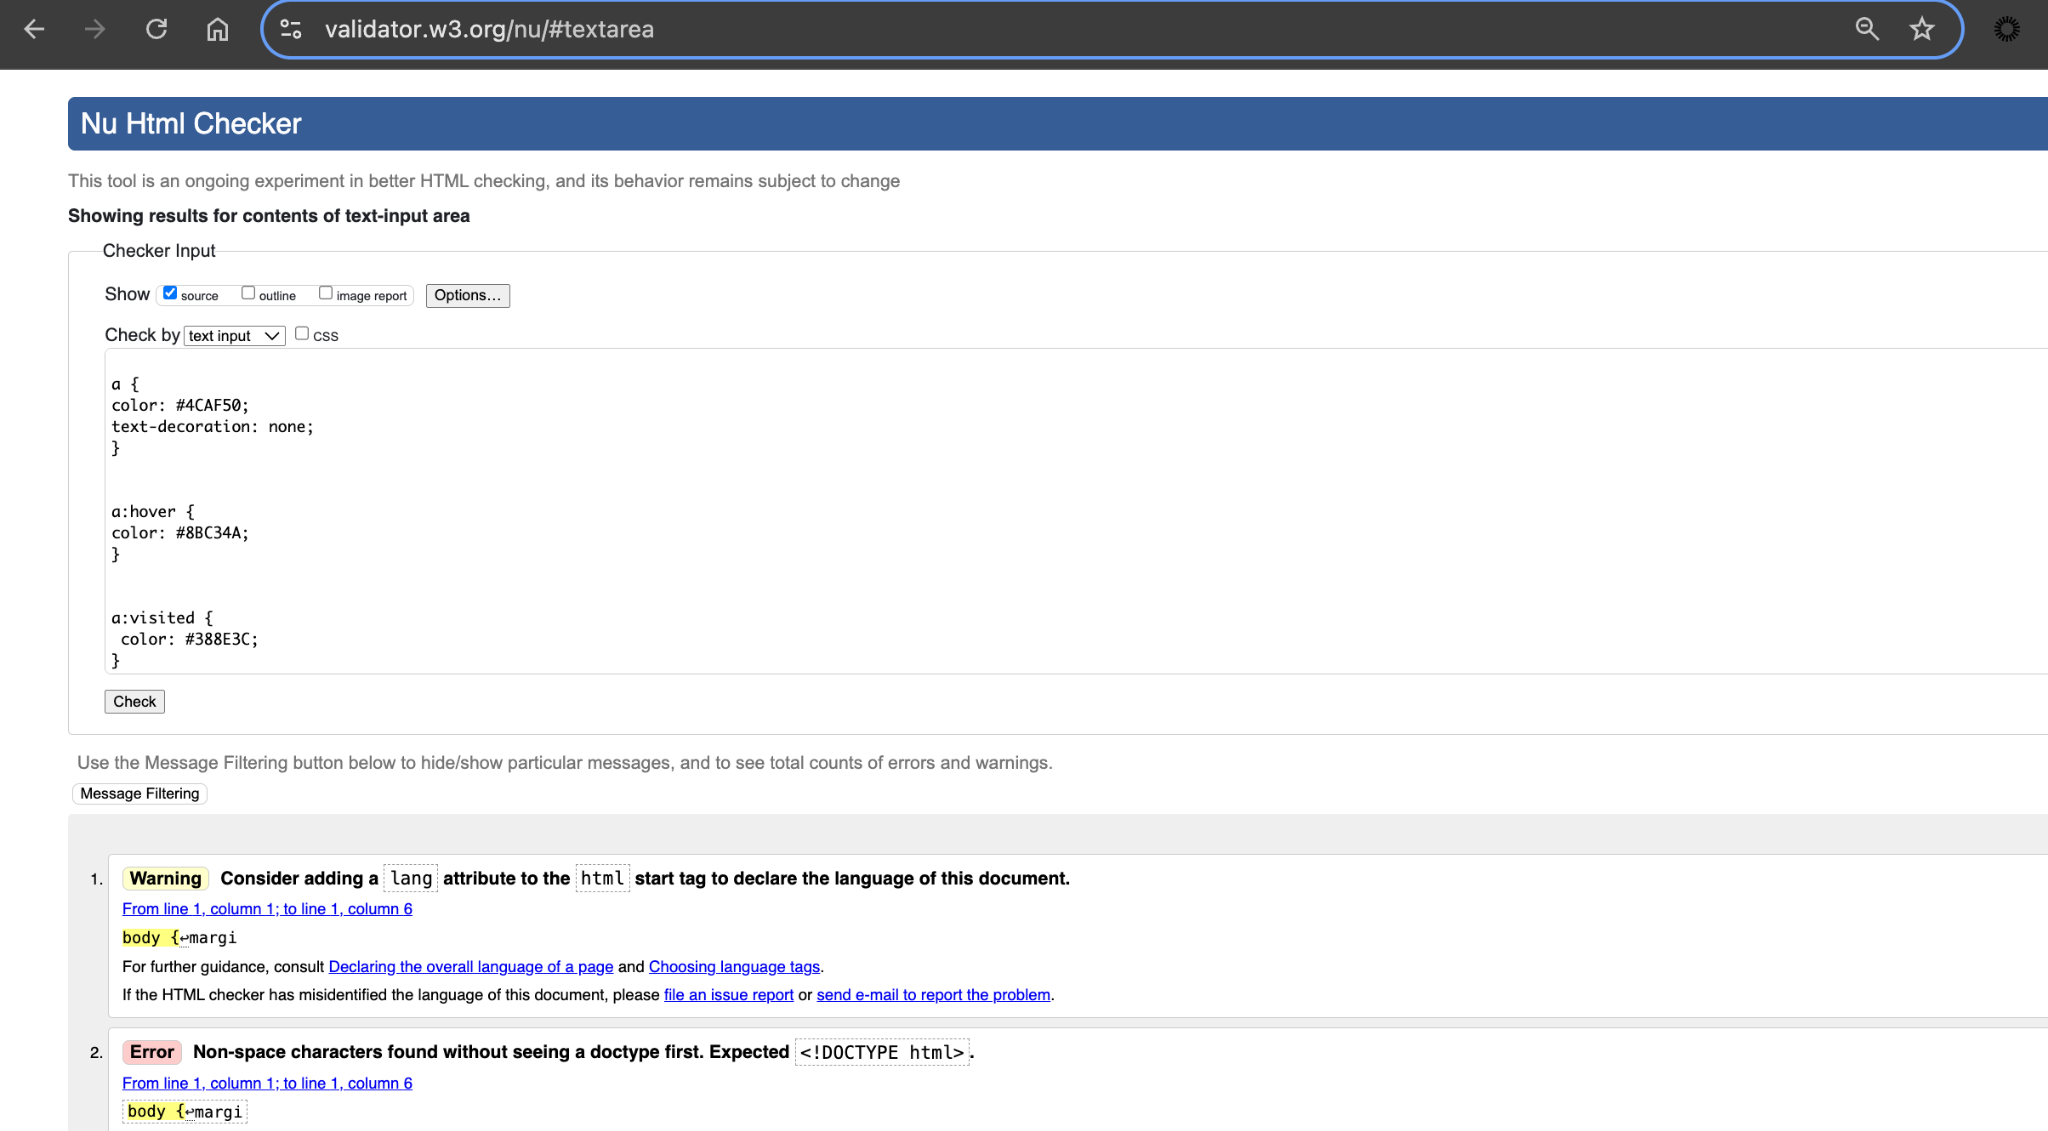 validator.w3.org/nu/#textarea
Nu Html Checker
This tool is an ongoing experiment in better HTML checking, and its behavior remains subject to change
Showing results for contents of text-input area
Checker Input
Show source outline image report Options...
Check by text input css
a {
color: #4CAF50;
text-decoration: none;
}
a:hover {
color: #8BC34A;
}
a:visited {
color: #388E3C;
}
Check
Use the Message Filtering button below to hide/show particular messages, and to see total counts of errors and warnings.
Message Filtering
1. Warning Consider adding a lang attribute to the html start tag to declare the language of this document.
From line 1, column 1; to line 1, column 6
body {↩margi
For further guidance, consult Declaring the overall language of a page and Choosing language tags.
If the HTML checker has misidentified the language of this document, please file an issue report or send e-mail to report the problem.
2. Error Non-space characters found without seeing a doctype first. Expected <!DOCTYPE html>.
From line 1, column 1; to line 1, column 6
body {↩margi